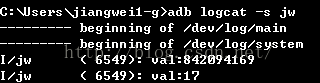 C:\Users\jiangwei1-g>adb logcat -s jw
--------- beginning of /dev/log/main
--------- beginning of /dev/log/system
I/jw      ( 6549): val:842094169
I/jw      ( 6549): val:17